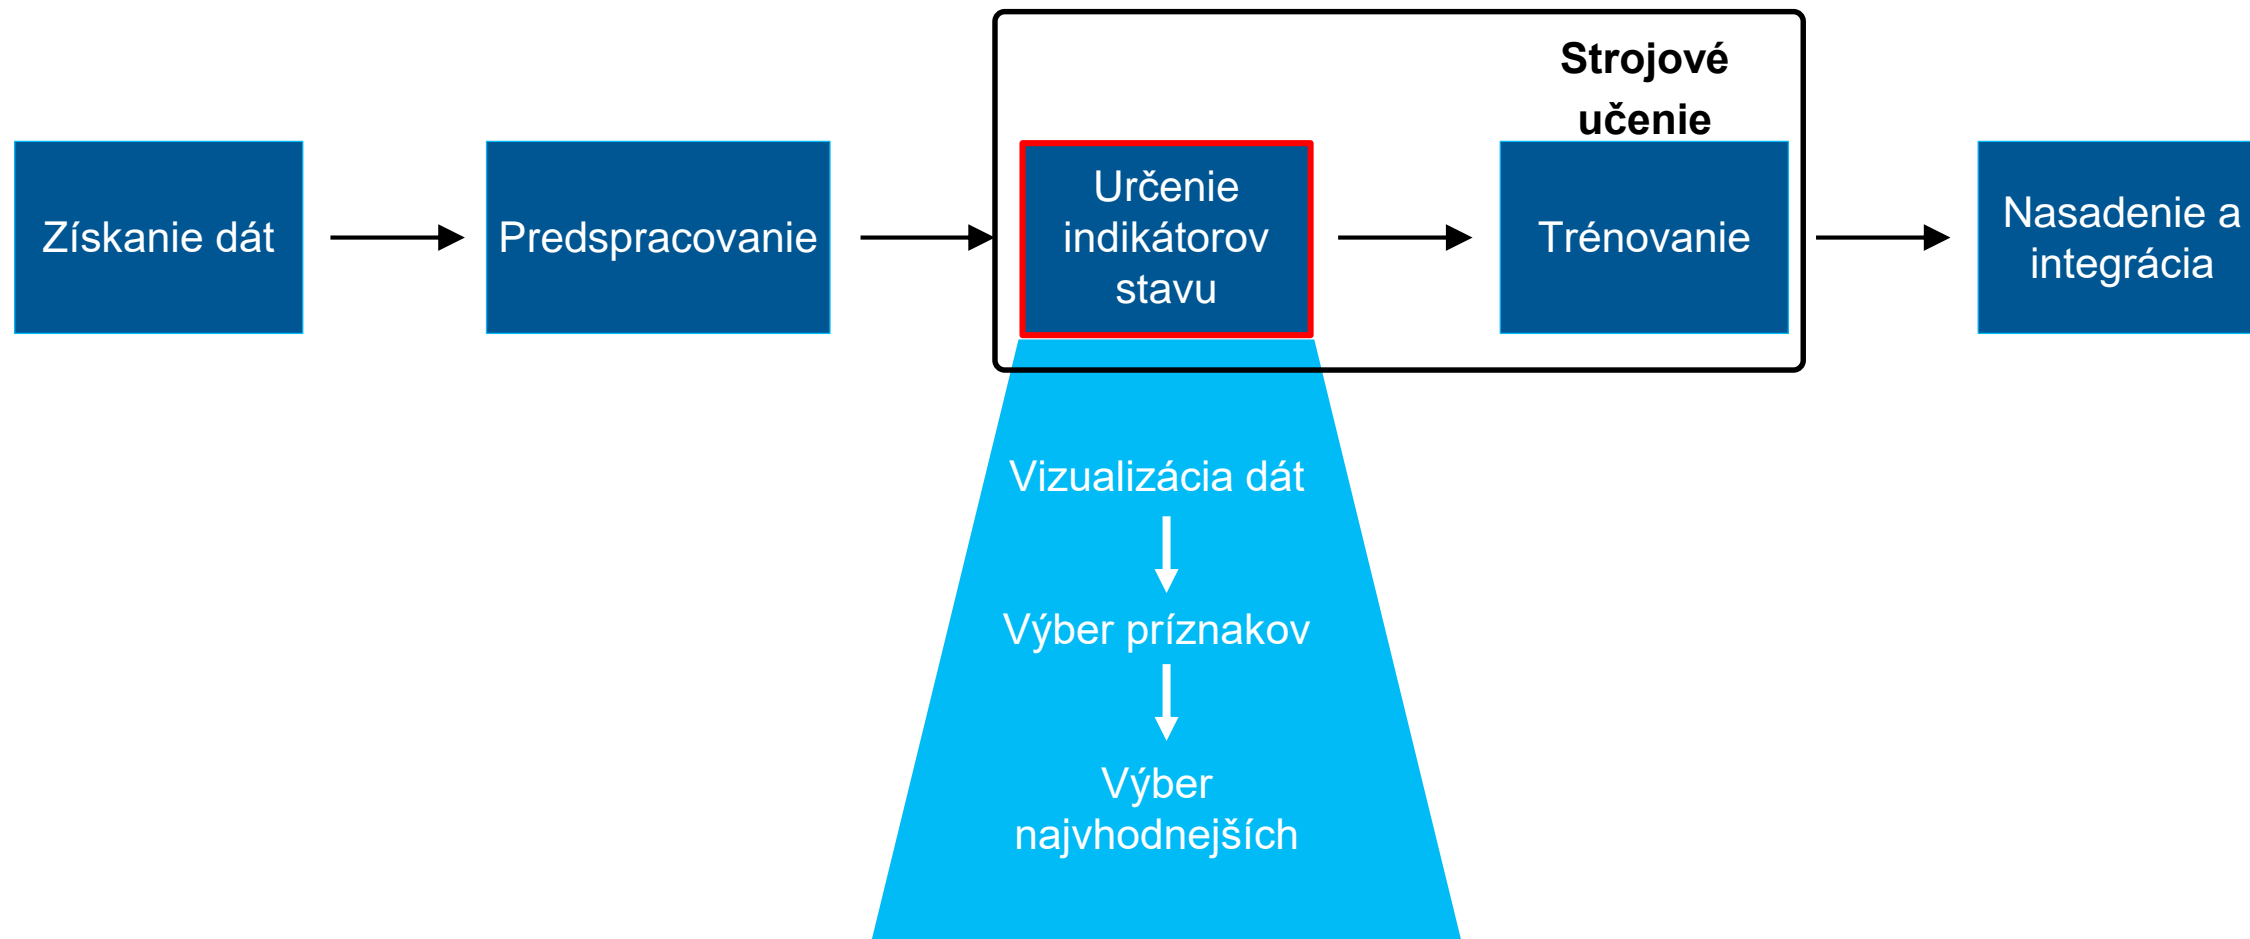 Strojové
učenie
Získanie dát
Predspracovanie
Určenie
indikátorov
stavu
Trénovanie
Nasadenie a
integrácia
Vizualizácia dát
Výber príznakov
Výber
najvhodnejších